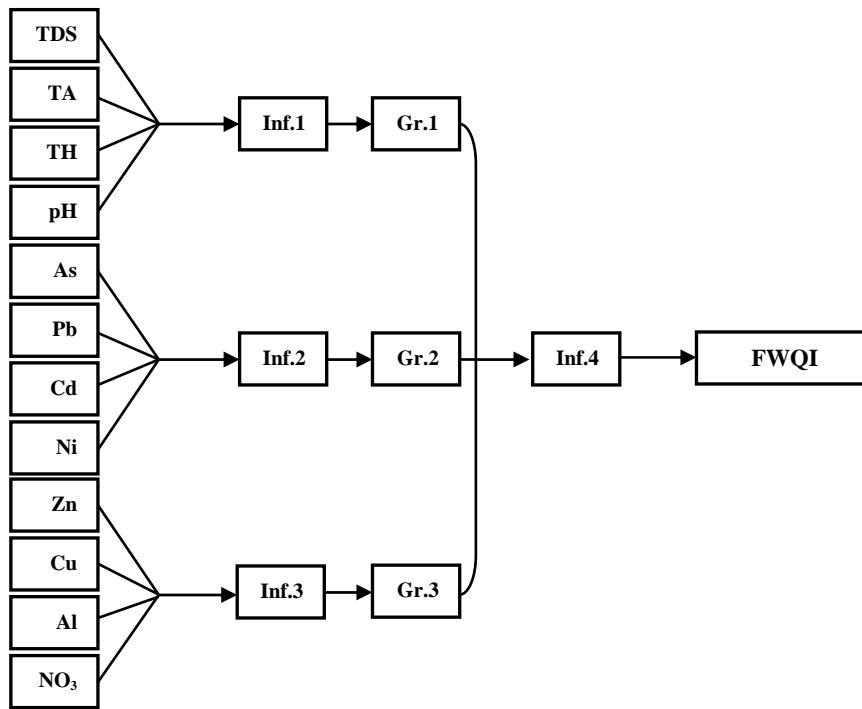 TDS
TA
TH
pH
As
Pb
Cd
Ni
Zn
Cu
Al
NO₃
Inf.1
Gr.1
Inf.2
Gr.2
Inf.3
Gr.3
Inf.4
FWQI